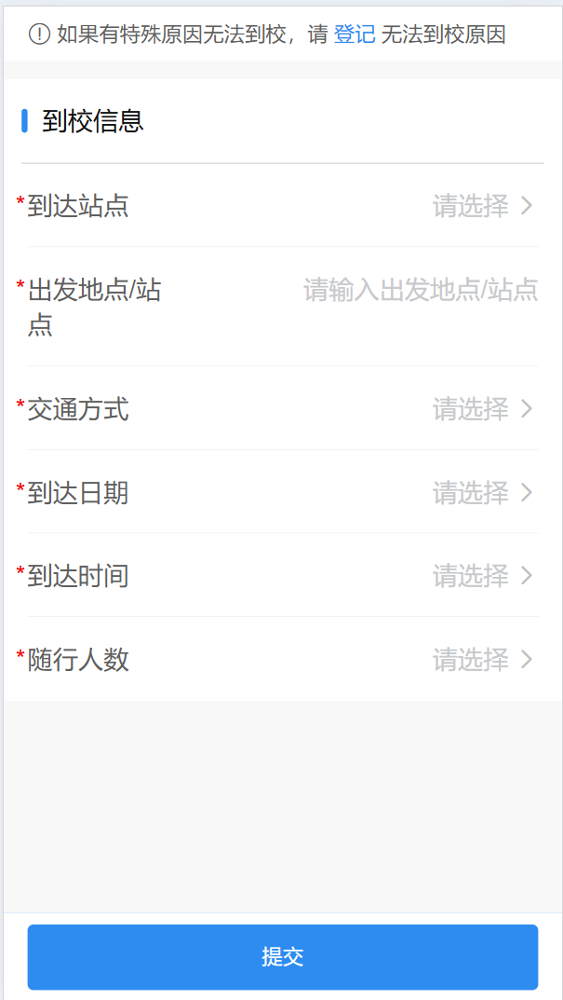 如果有特殊原因无法到校，请 登记 无法到校原因
到校信息
*到达站点 请选择
*出发地点/站 请输入出发地点/站点
点
*交通方式 请选择
*到达日期 请选择
*到达时间 请选择
*随行人数 请选择
提交